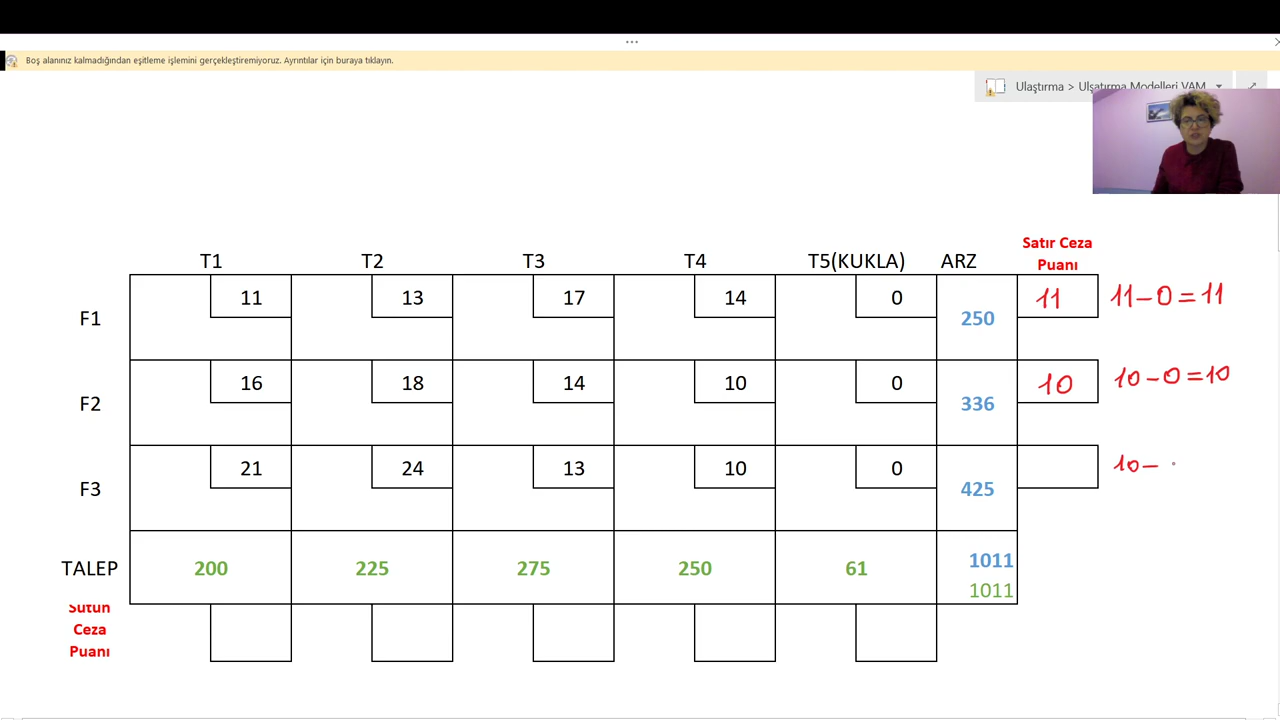 Boş alanınız kalmadığından eşitleme işlemini gerçekleştiremiyoruz. Ayrıntılar için buraya tıklayın.
Ulaştırma > Ulşatırma Modelleri VAM
Satır Ceza
Puanı
T1 T2 T3 T4 T5(KUKLA) ARZ
F1 11 13 17 14 0 250 11 11-0=11
F2 16 18 14 10 0 336 10 10-0=10
F3 21 24 13 10 0 425 10-
TALEP 200 225 275 250 61 1011
1011
Sütun
Ceza
Puanı